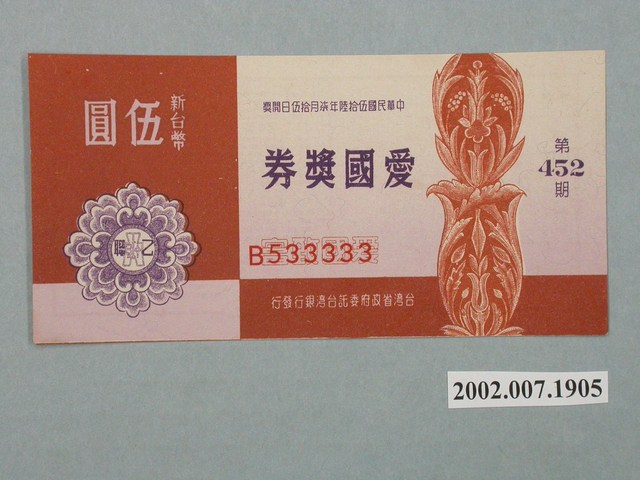 新台幣
伍圓
乙聯
中華民國伍拾陸年柒月拾伍日開獎
愛國獎券
第
452
期
B533333
台灣省政府委託台灣銀行發行
2002.007.1905